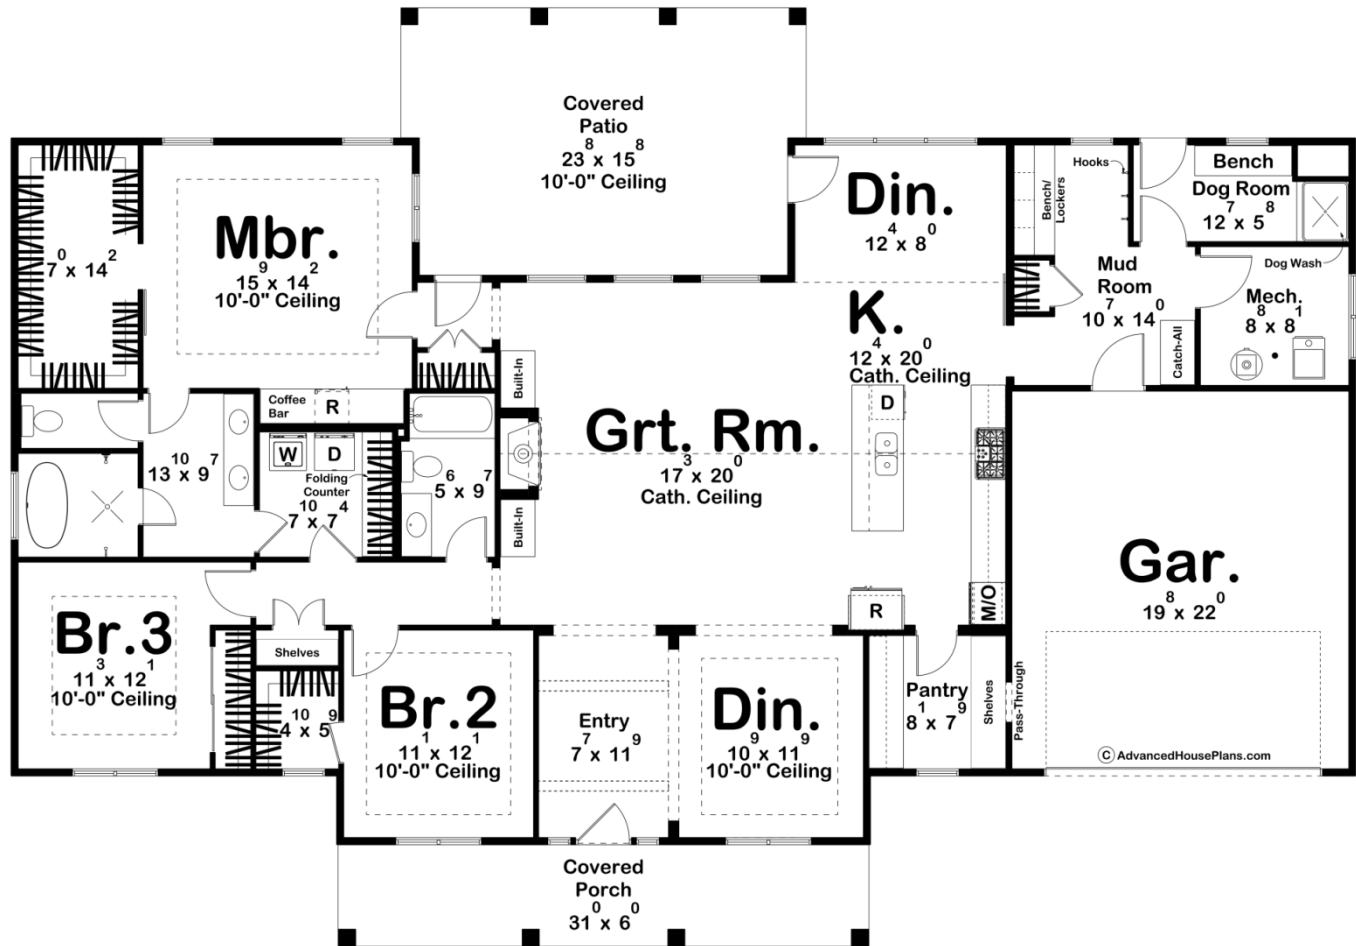 Covered
Patio
23⁸ x 15⁸
10'-0" Ceiling
Mbr.
15⁹ x 14²
10'-0" Ceiling
7⁰ x 14²
Din.
12⁴ x 8⁰
Bench/
Lockers
Hooks
Bench
Dog Room
12⁷ x 5⁸
Dog Wash
Mud
Room
10⁷ x 14⁰
Mech.
8⁸ x 8¹
Catch-All
K.
12⁴ x 20⁰
Cath. Ceiling
Built-In
Coffee
Bar
R
D
Grt. Rm.
17³ x 20⁰
Cath. Ceiling
W
D
Folding
Counter
7¹⁰ x 7⁴
13¹⁰ x 9⁷
5⁶ x 9⁷
Built-In
Gar.
19⁸ x 22⁰
R
M/O
Br.3
11³ x 12¹
10'-0" Ceiling
Shelves
4¹⁰ x 5⁹
Br.2
11¹ x 12¹
10'-0" Ceiling
Entry
7⁷ x 11⁹
Din.
10⁹ x 11⁹
10'-0" Ceiling
Pantry
8¹ x 7⁹
Shelves
Pass-Through
© AdvancedHousePlans.com
Covered
Porch
31⁰ x 6⁰